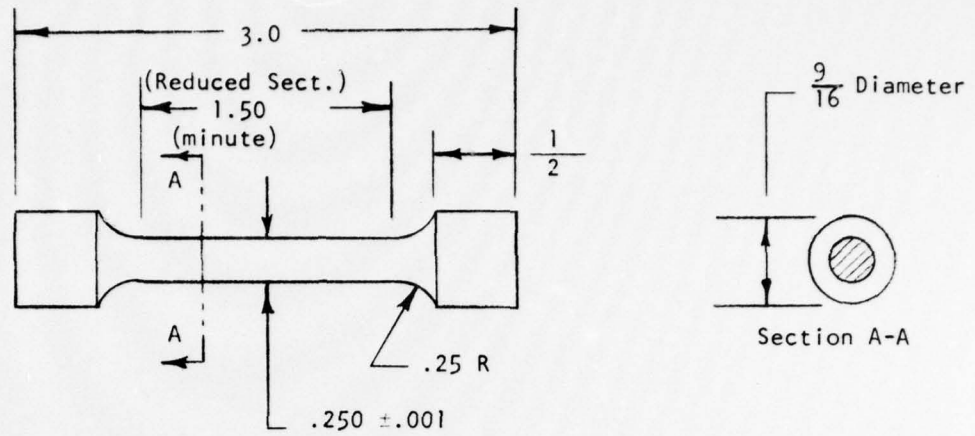 3.0
(Reduced Sect.)
1.50
(minute)
1/2
A
A
.25 R
.250 ±.001
9/16 Diameter
Section A-A